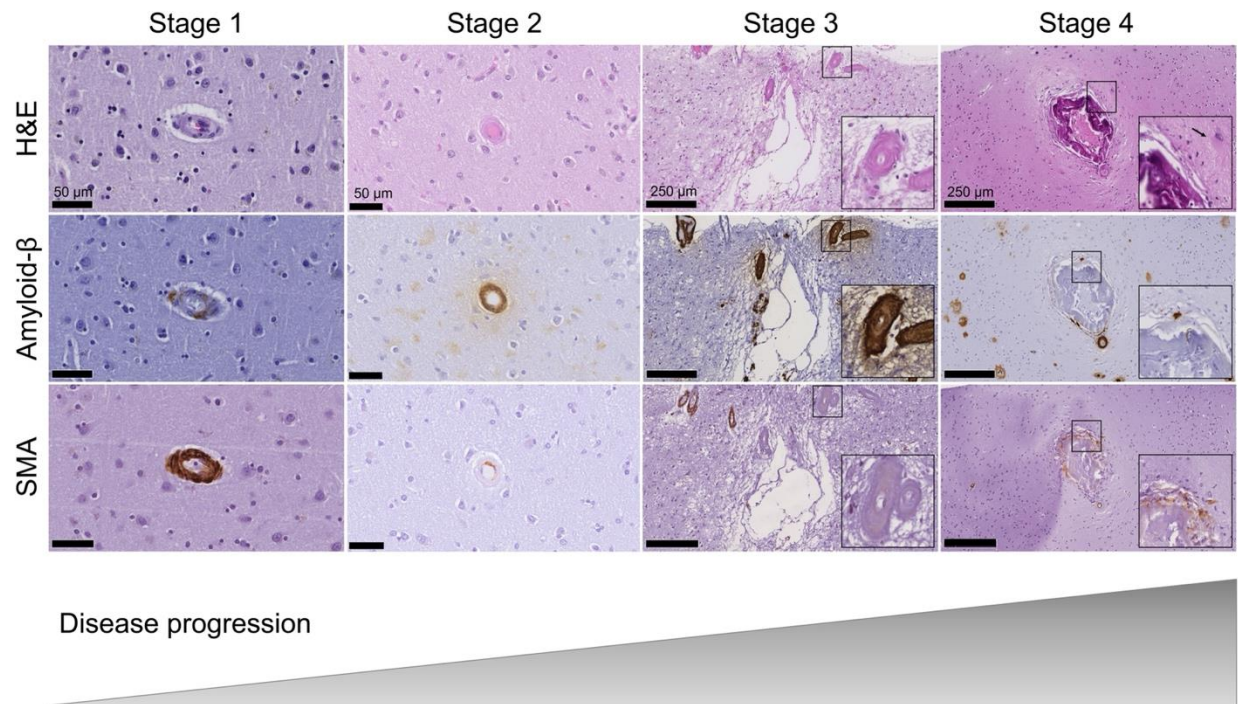 Stage 1 Stage 2 Stage 3 Stage 4
H&E
50 µm 50 µm 250 µm 250 µm
Amyloid-β
SMA
Disease progression